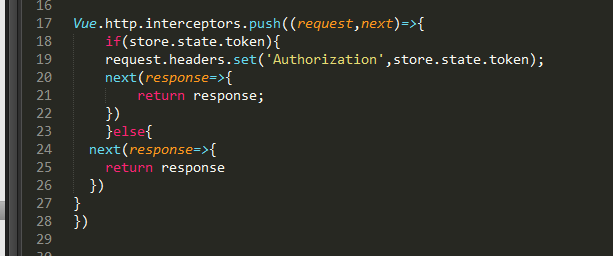 16
17 Vue.http.interceptors.push((request,next)=>{
18 if(store.state.token){
19 request.headers.set('Authorization',store.state.token);
20 next(response=>{
21 return response;
22 })
23 }else{
24 next(response=>{
25 return response
26 })
27 }
28 })
29
30